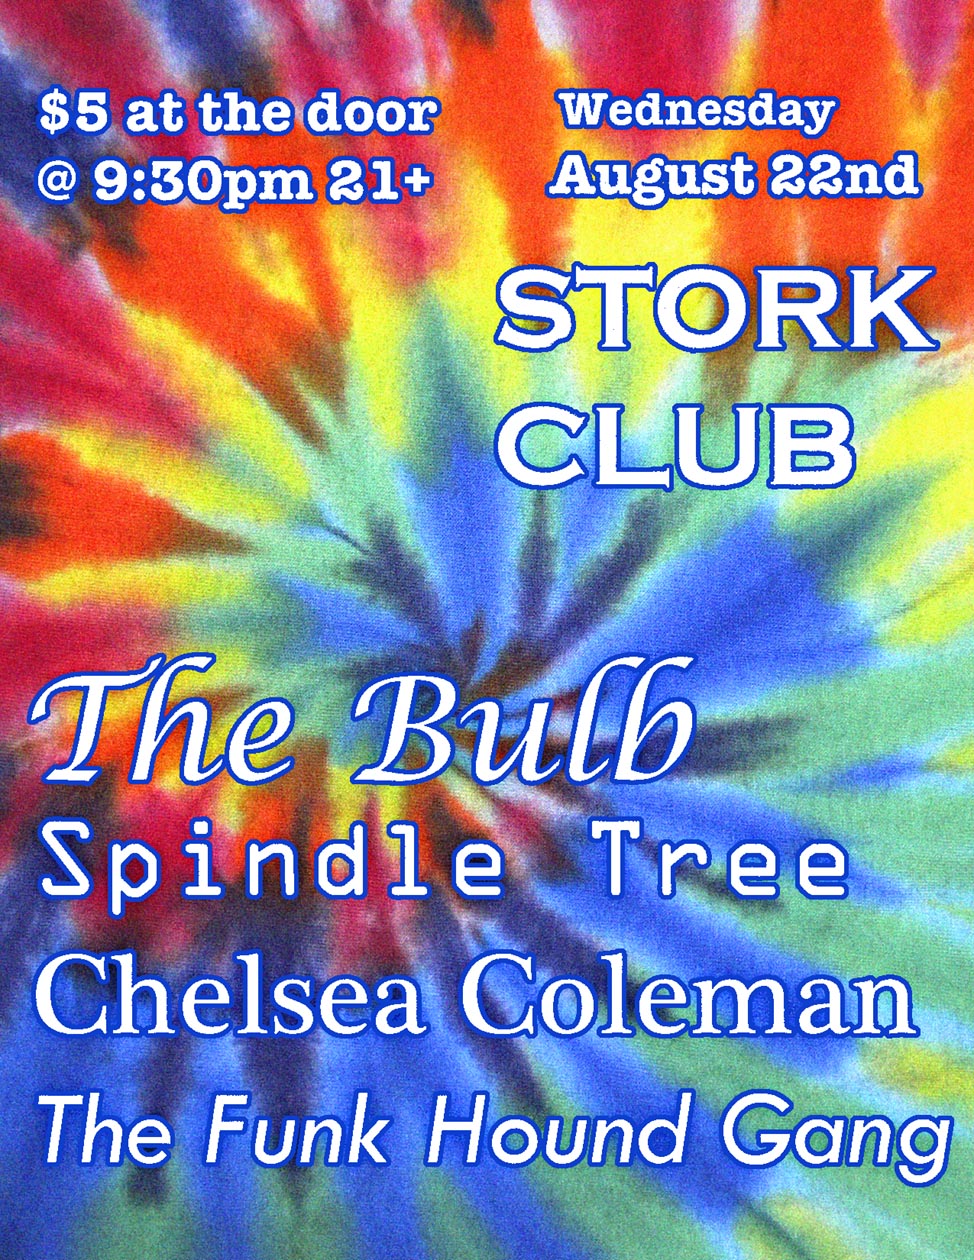 $5 at the door
@ 9:30pm 21+
Wednesday
August 22nd
STORK
CLUB
The Bulb
Spindle Tree
Chelsea Coleman
The Funk Hound Gang